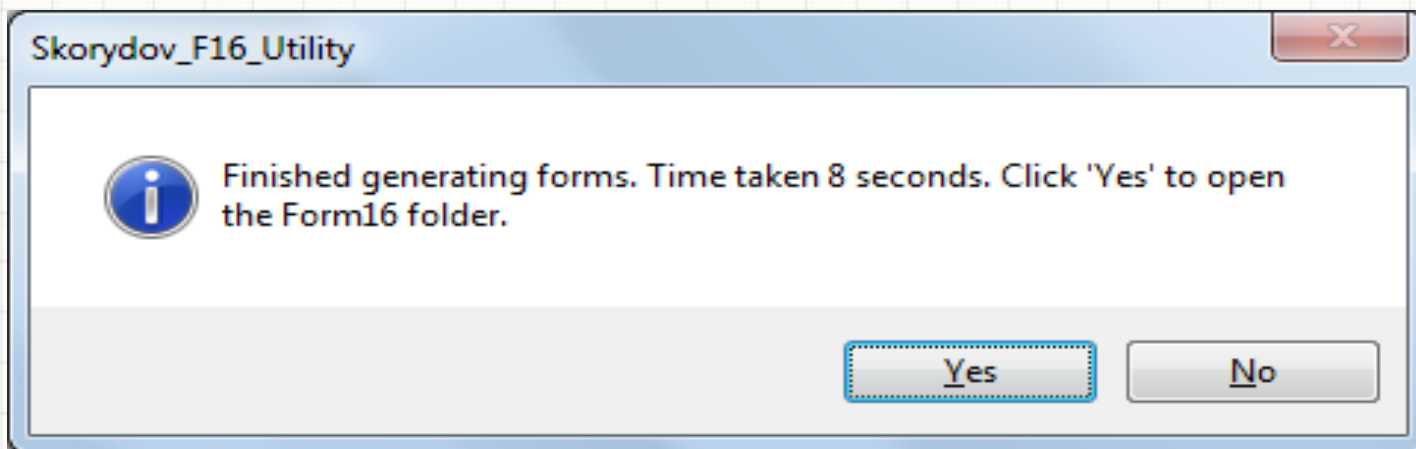 Skorydov_F16_Utility
Finished generating forms. Time taken 8 seconds. Click 'Yes' to open
the Form16 folder.
Yes
No